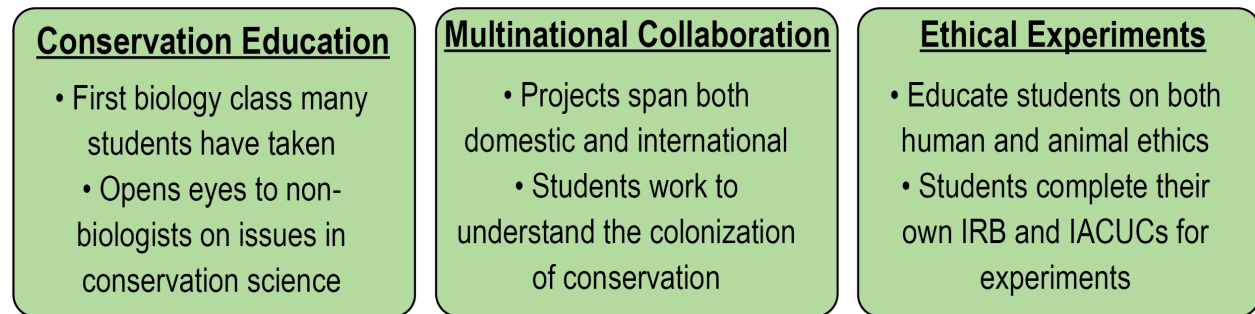 Conservation Education
• First biology class many
students have taken
• Opens eyes to non-
biologists on issues in
conservation science
Multinational Collaboration
• Projects span both
domestic and international
• Students work to
understand the colonization
of conservation
Ethical Experiments
• Educate students on both
human and animal ethics
• Students complete their
own IRB and IACUCs for
experiments